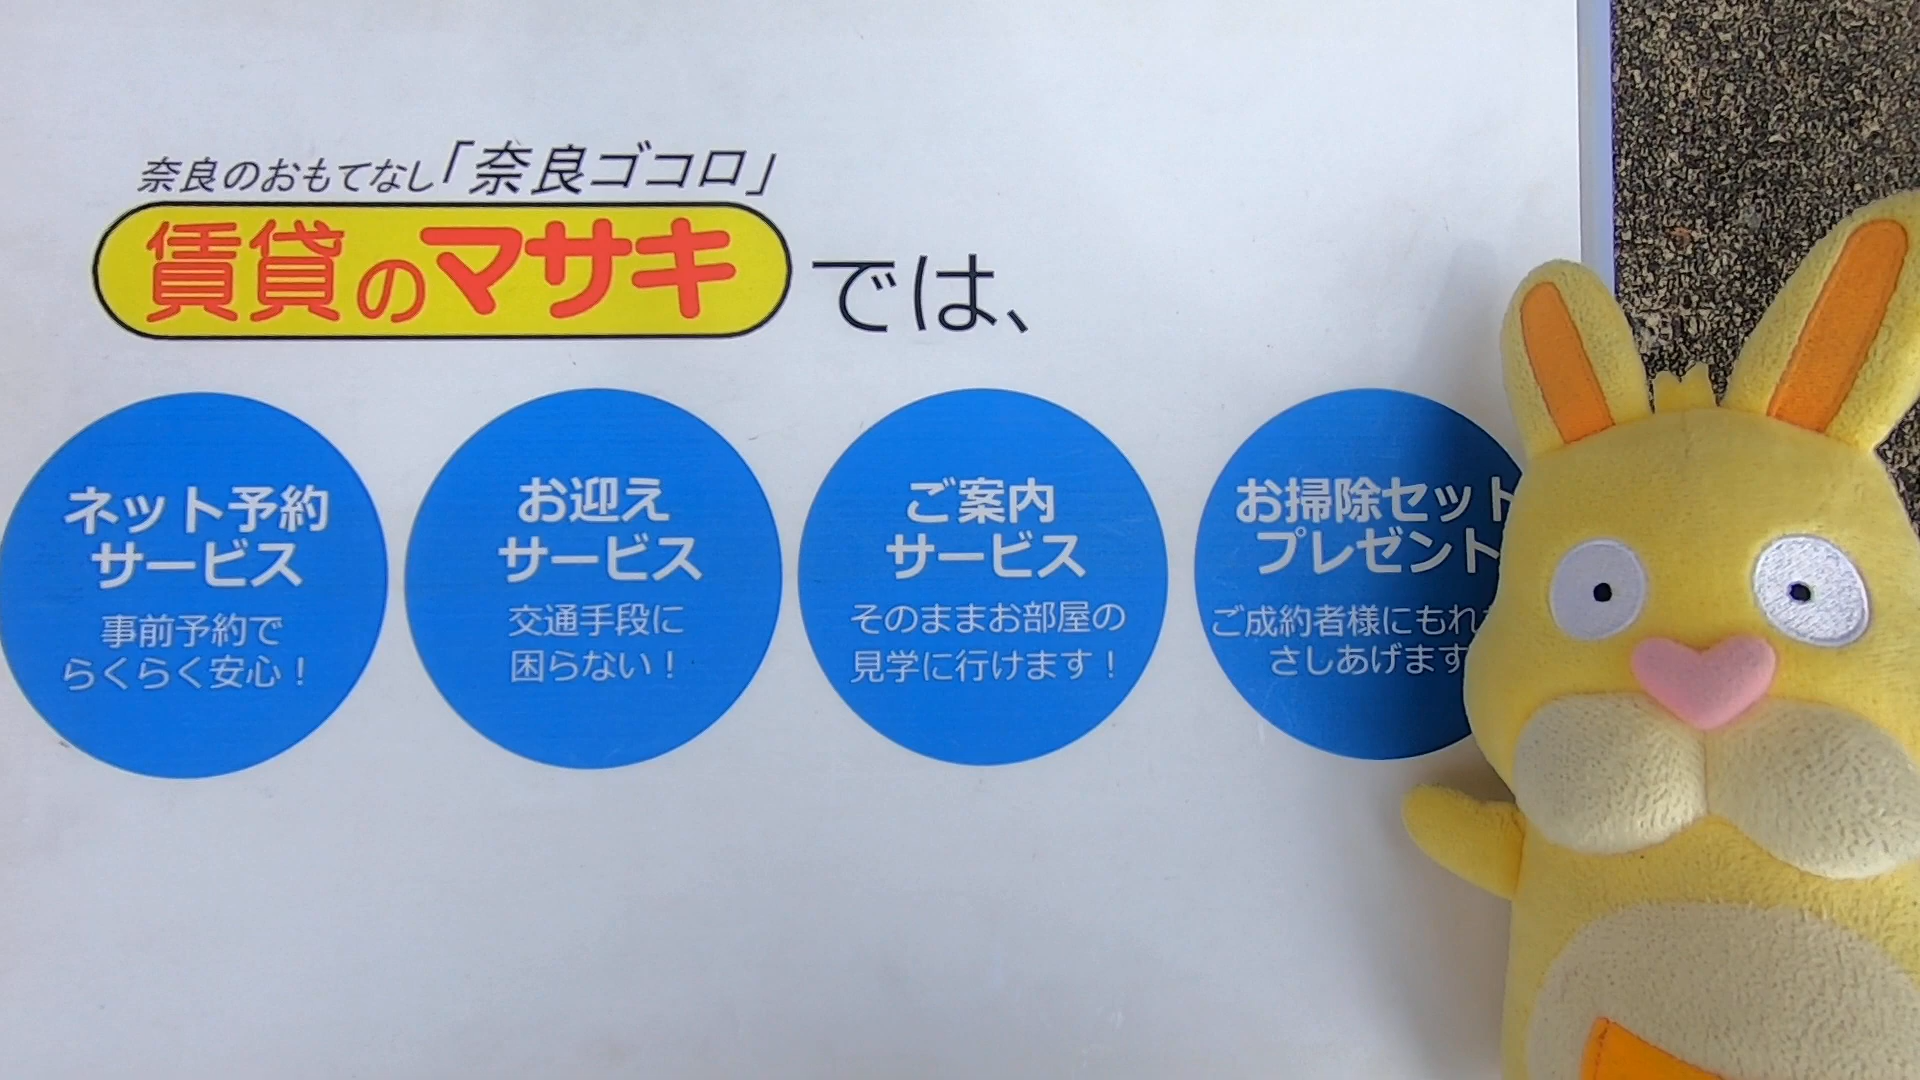 奈良のおもてなし「奈良ゴコロ」
賃貸のマサキでは、
ネット予約
サービス
事前予約で
らくらく安心！
お迎え
サービス
交通手段に
困らない！
ご案内
サービス
そのままお部屋の
見学に行けます！
お掃除セット
プレゼント
ご成約者様にもれ
さしあげます